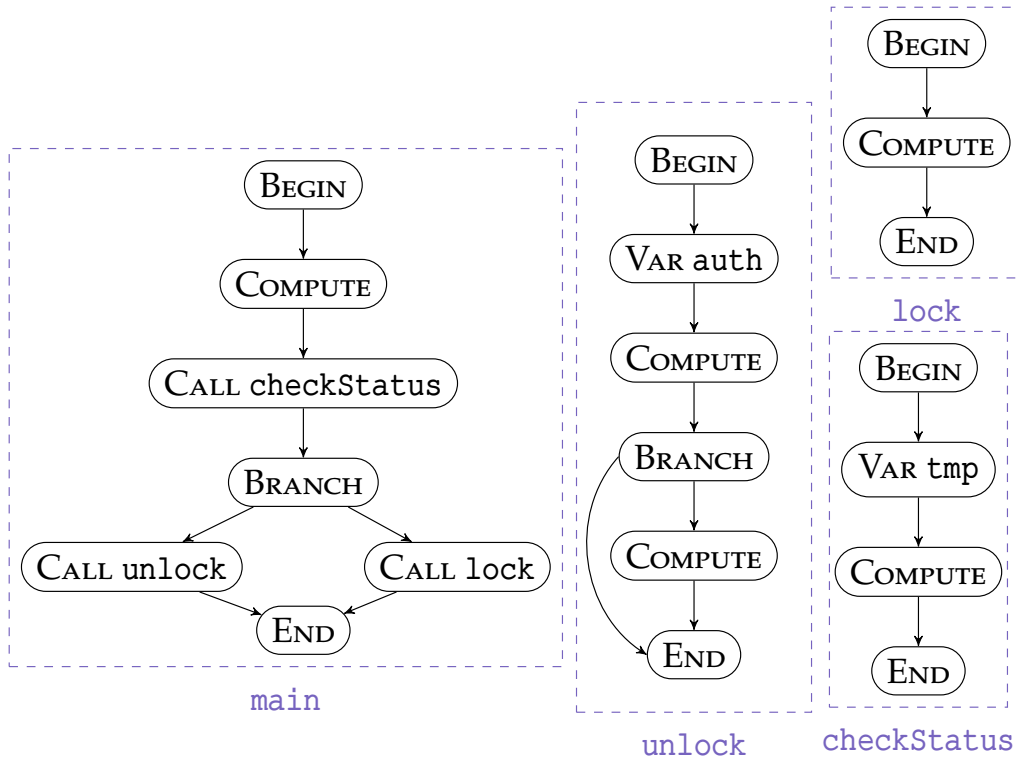 BEGIN
COMPUTE
CALL checkStatus
BRANCH
CALL unlock
CALL lock
END
main
BEGIN
VAR auth
COMPUTE
BRANCH
COMPUTE
END
unlock
BEGIN
COMPUTE
END
lock
BEGIN
VAR tmp
COMPUTE
END
checkStatus